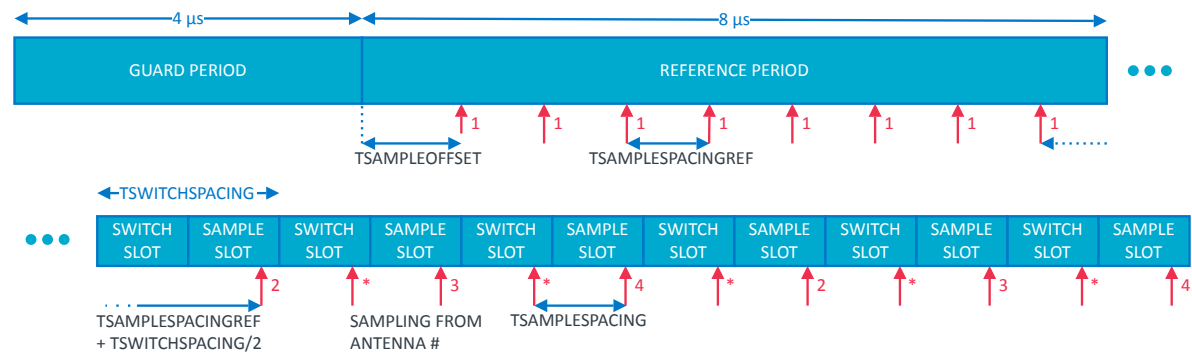 4 µs
8 µs
GUARD PERIOD
REFERENCE PERIOD
1
1
1
1
1
1
1
1
TSAMPLEOFFSET
TSAMPLESPACINGREF
TSWITCHSPACING
SWITCH SLOT
SAMPLE SLOT
SWITCH SLOT
SAMPLE SLOT
SWITCH SLOT
SAMPLE SLOT
SWITCH SLOT
SAMPLE SLOT
SWITCH SLOT
SAMPLE SLOT
SWITCH SLOT
SAMPLE SLOT
2
*
3
*
4
*
2
*
3
*
4
TSAMPLESPACINGREF
+ TSWITCHSPACING/2
SAMPLING FROM
ANTENNA #
TSAMPLESPACING